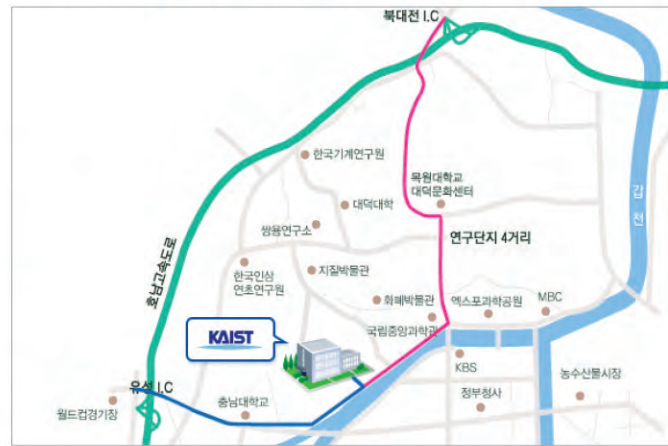 북대전 I.C
한국기계연구원
목원대학교
대덕문화센터
대덕대학
갑천
쌍용연구소
연구단지 4거리
호남고속도로
한국인삼
연초연구원
지질박물관
화폐박물관
엑스포과학공원
MBC
국립중앙과학관
KAIST
KBS
유성 I.C
농수산물시장
월드컵경기장
충남대학교
정부청사